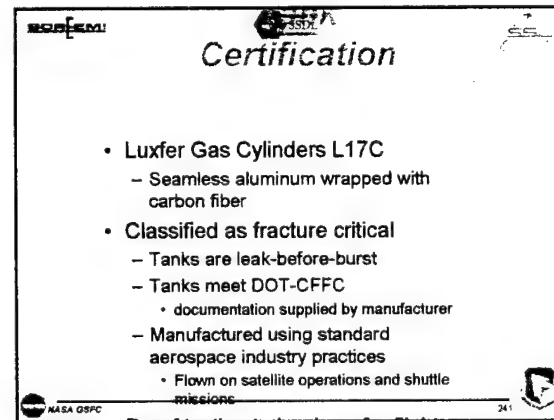 SSDL
Certification
• Luxfer Gas Cylinders L17C
– Seamless aluminum wrapped with
carbon fiber
• Classified as fracture critical
– Tanks are leak-before-burst
– Tanks meet DOT-CFFC
• documentation supplied by manufacturer
– Manufactured using standard
aerospace industry practices
• Flown on satellite operations and shuttle
missions
NASA GSFC
241